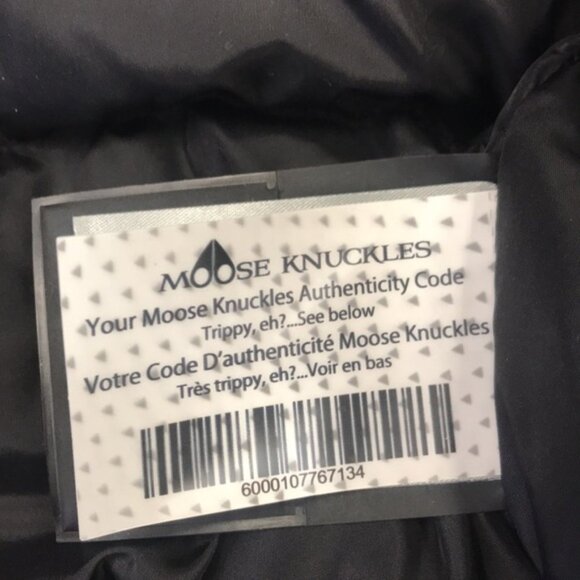 MOOSE KNUCKLES
Your Moose Knuckles Authenticity Code
Trippy, eh?...See below
Votre Code D'authenticité Moose Knuckles
Très trippy, eh?...Voir en bas
6000107767134